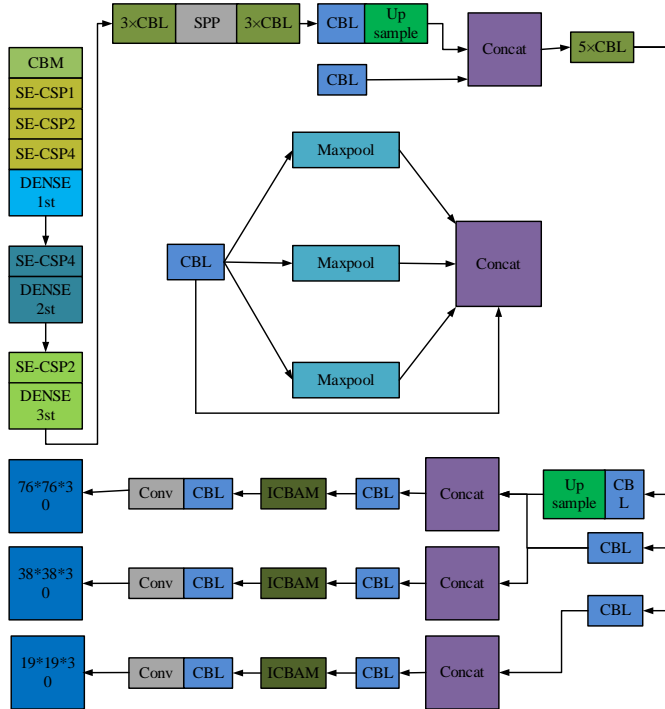 3×CBL
SPP
3×CBL
CBL
Up
sample
Concat
5×CBL
CBL
CBM
SE-CSP1
SE-CSP2
SE-CSP4
DENSE
1st
SE-CSP4
DENSE
2st
SE-CSP2
DENSE
3st
Maxpool
CBL
Maxpool
Concat
Maxpool
76*76*3
0
Conv
CBL
ICBAM
CBL
Concat
Up
sample
CB
L
CBL
38*38*3
0
Conv
CBL
ICBAM
CBL
Concat
CBL
19*19*3
0
Conv
CBL
ICBAM
CBL
Concat